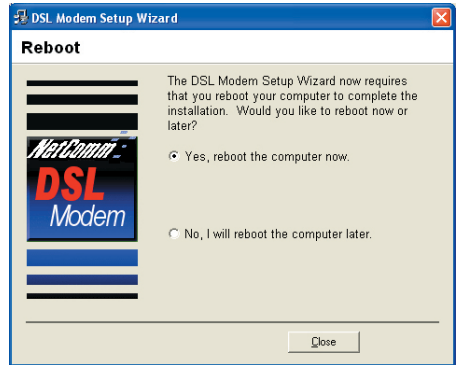 DSL Modem Setup Wizard
Reboot
The DSL Modem Setup Wizard now requires
that you reboot your computer to complete the
installation. Would you like to reboot now or
later?
NetComm
DSL
Modem
Yes, reboot the computer now.
No, I will reboot the computer later.
Close